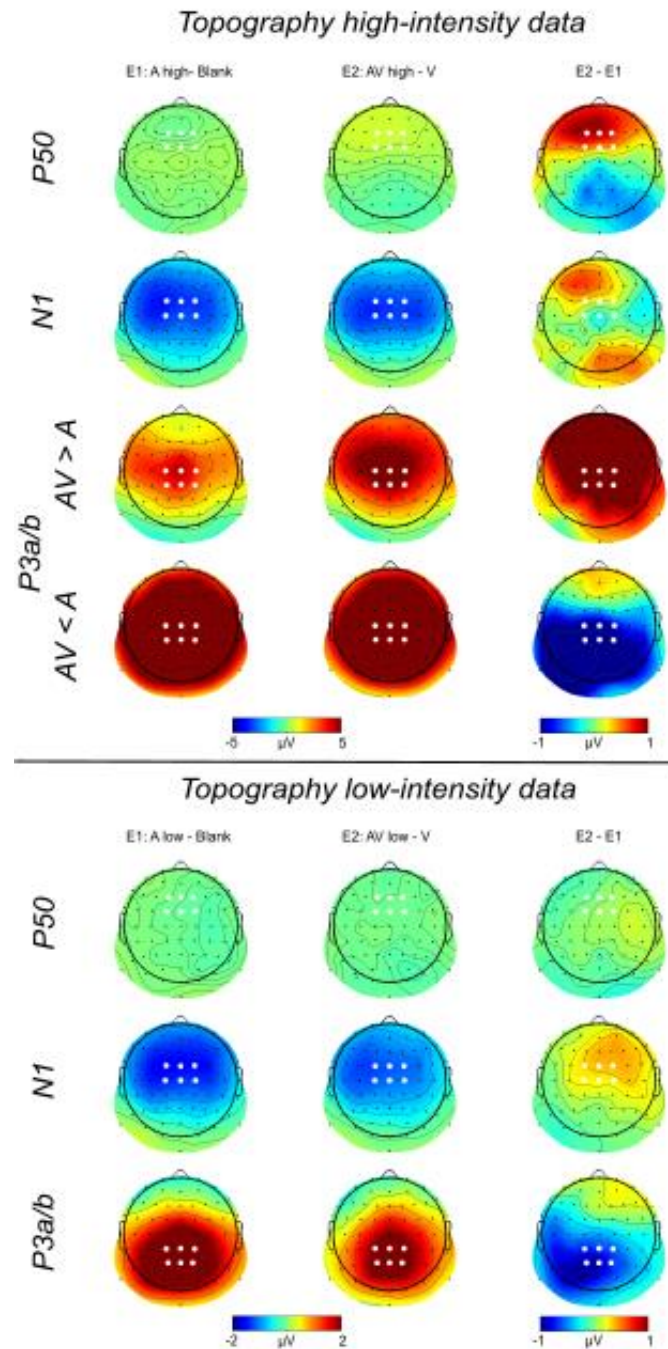 Topography high-intensity data
E1: A high- Blank
E2: AV high - V
E2 - E1
P50
N1
P3a/b
AV > A
AV < A
-5 µV 5
-1 µV 1
Topography low-intensity data
E1: A low - Blank
E2: AV low - V
E2 - E1
P50
N1
P3a/b
-2 µV 2
-1 µV 1